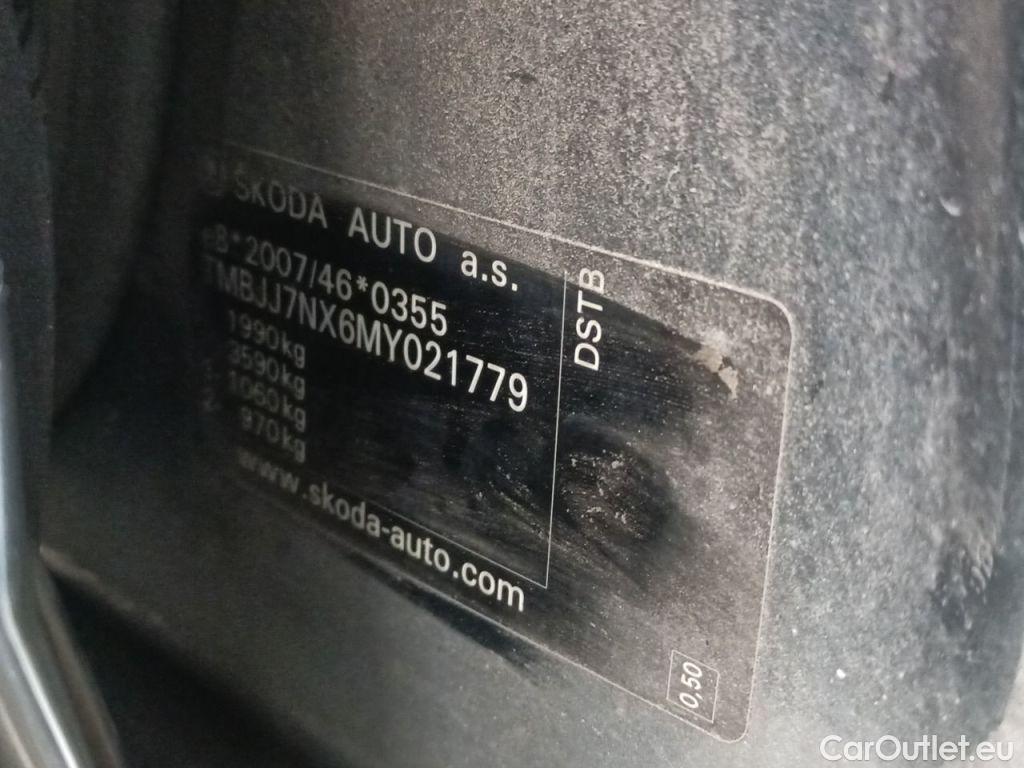 ŠKODA AUTO a.s.
e8*2007/46*0355
TMBJJ7NX6MY021779
1990kg
3590kg
1060kg
970kg
www.skoda-auto.com
DSTB
0,50
CarOutlet.eu